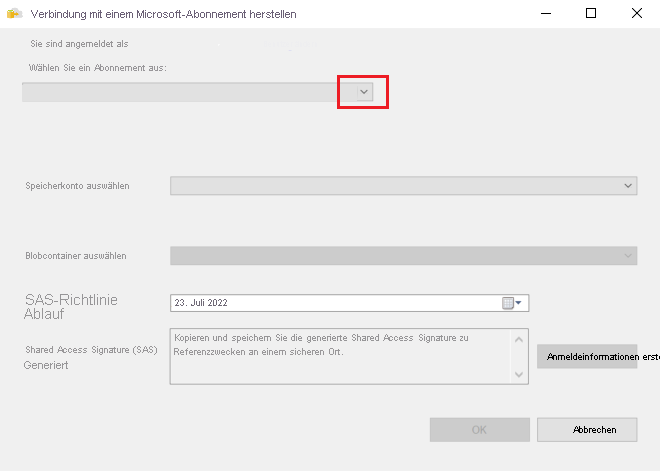 Verbindung mit einem Microsoft-Abonnement herstellen
Sie sind angemeldet als
Wählen Sie ein Abonnement aus:
Speicherkonto auswählen
Blobcontainer auswählen
SAS-Richtlinie
Ablauf
23. Juli 2022
Shared Access Signature (SAS)
Generiert
Kopieren und speichern Sie die generierte Shared Access Signature zu
Referenzzwecken an einem sicheren Ort.
Anmeldeinformationen erste
OK
Abbrechen